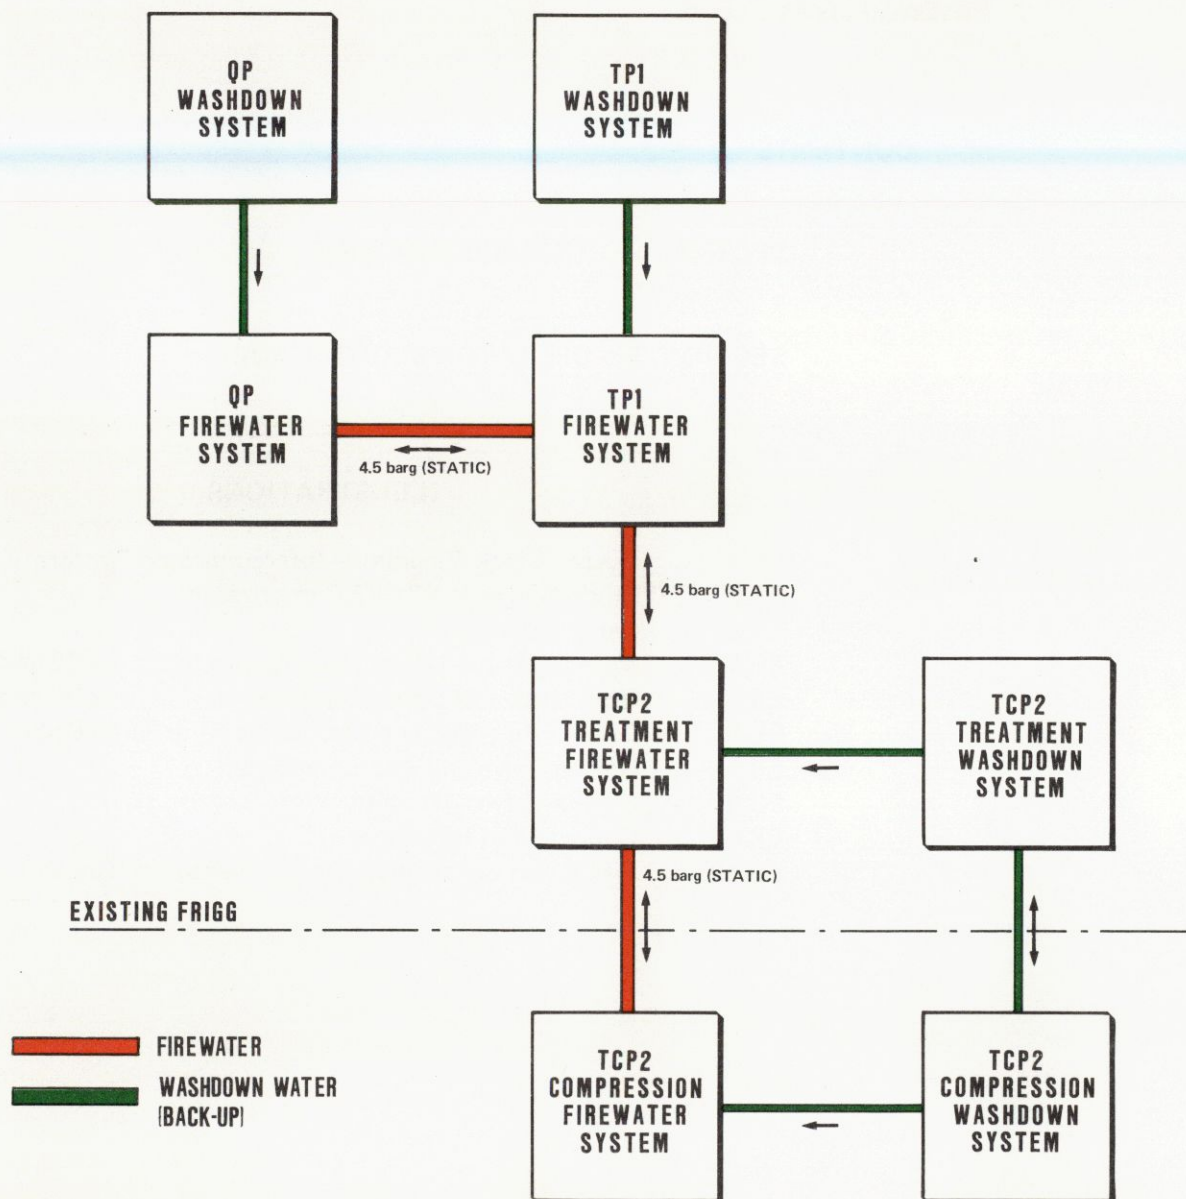 QP
WASHDOWN
SYSTEM
TP1
WASHDOWN
SYSTEM
QP
FIREWATER
SYSTEM
4.5 barg (STATIC)
TP1
FIREWATER
SYSTEM
4.5 barg (STATIC)
TCP2
TREATMENT
FIREWATER
SYSTEM
TCP2
TREATMENT
WASHDOWN
SYSTEM
4.5 barg (STATIC)
EXISTING FRIGG
FIREWATER
WASHDOWN WATER
(BACK-UP)
TCP2
COMPRESSION
FIREWATER
SYSTEM
TCP2
COMPRESSION
WASHDOWN
SYSTEM